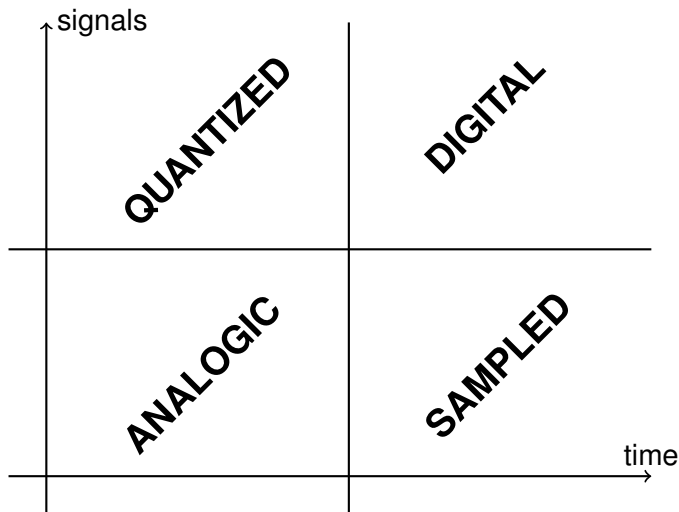 signals
QUANTIZED
DIGITAL
ANALOGIC
SAMPLED
time